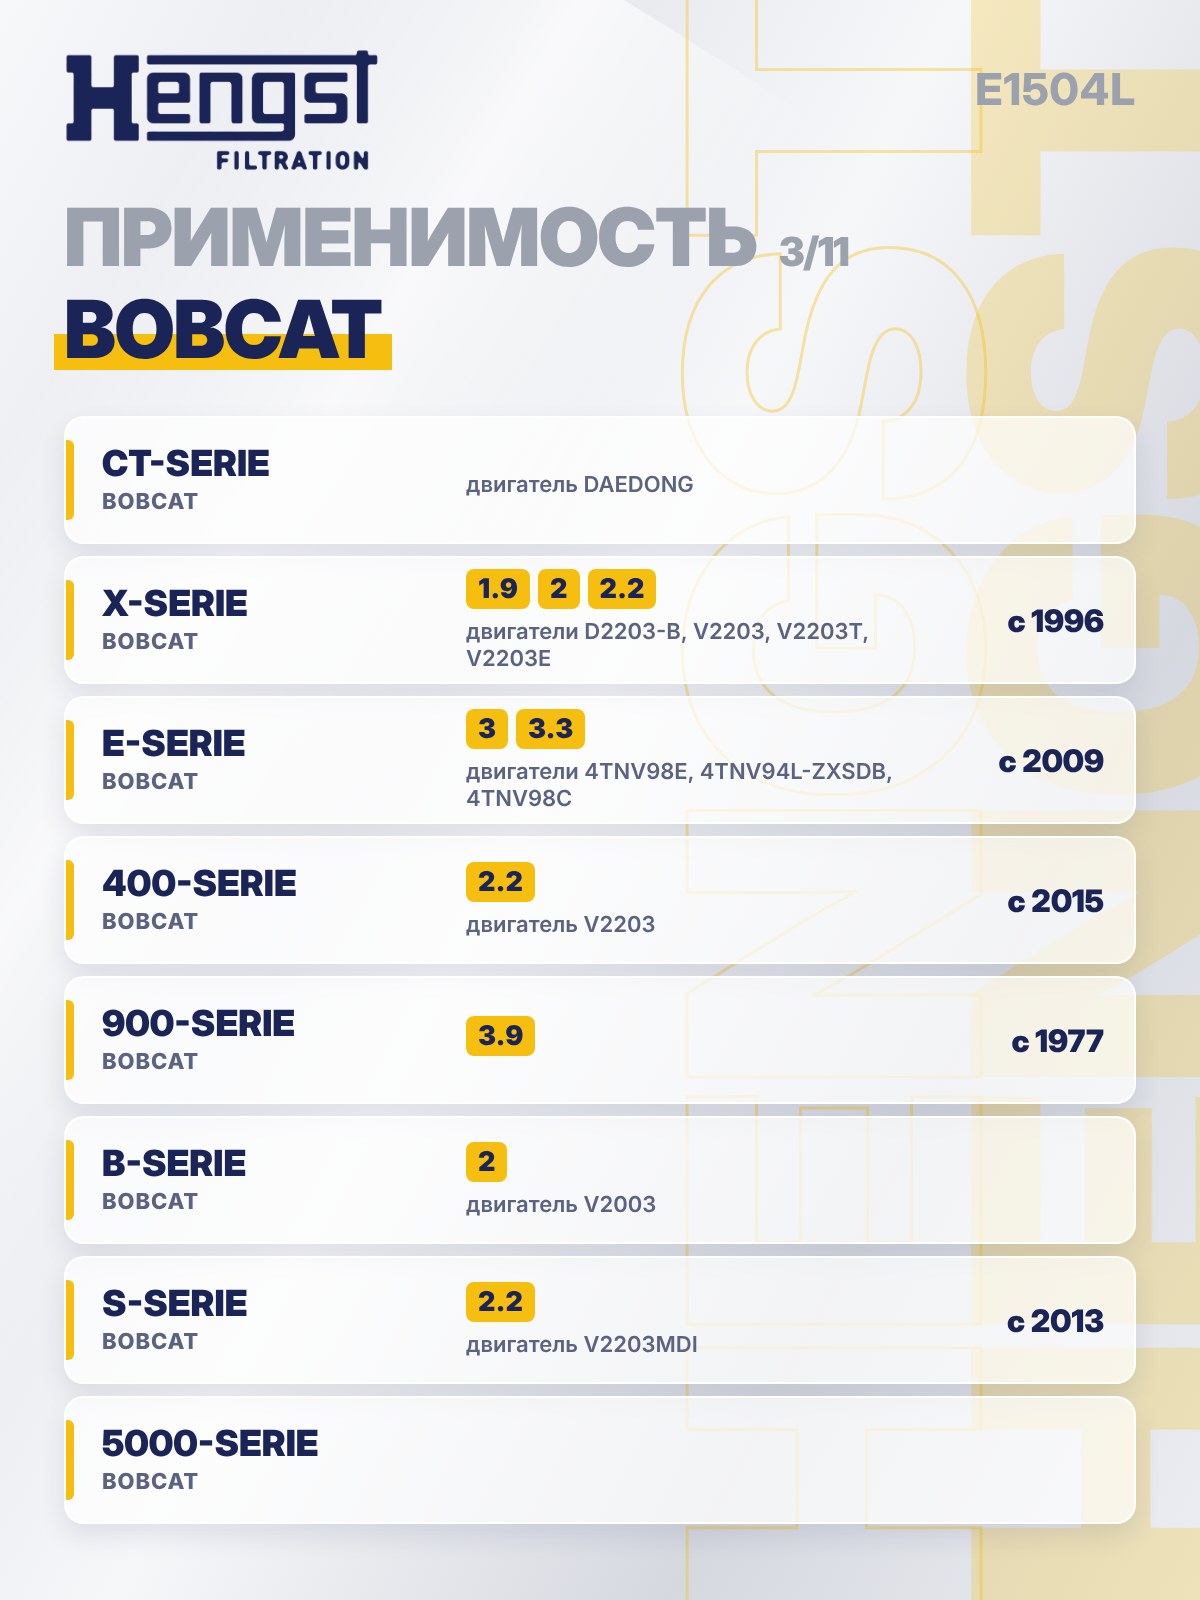 Hengst
FILTRATION
E1504L
ПРИМЕНИМОСТЬ 3/11
BOBCAT
CT-SERIE
BOBCAT
двигатель DAEDONG
X-SERIE
BOBCAT
1.9 2 2.2
двигатели D2203-B, V2203, V2203T,
V2203E
с 1996
E-SERIE
BOBCAT
3 3.3
двигатели 4TNV98E, 4TNV94L-ZXSDB,
4TNV98C
с 2009
400-SERIE
BOBCAT
2.2
двигатель V2203
с 2015
900-SERIE
BOBCAT
3.9
с 1977
B-SERIE
BOBCAT
2
двигатель V2003
S-SERIE
BOBCAT
2.2
двигатель V2203MDI
с 2013
5000-SERIE
BOBCAT
HENGST
HENGST